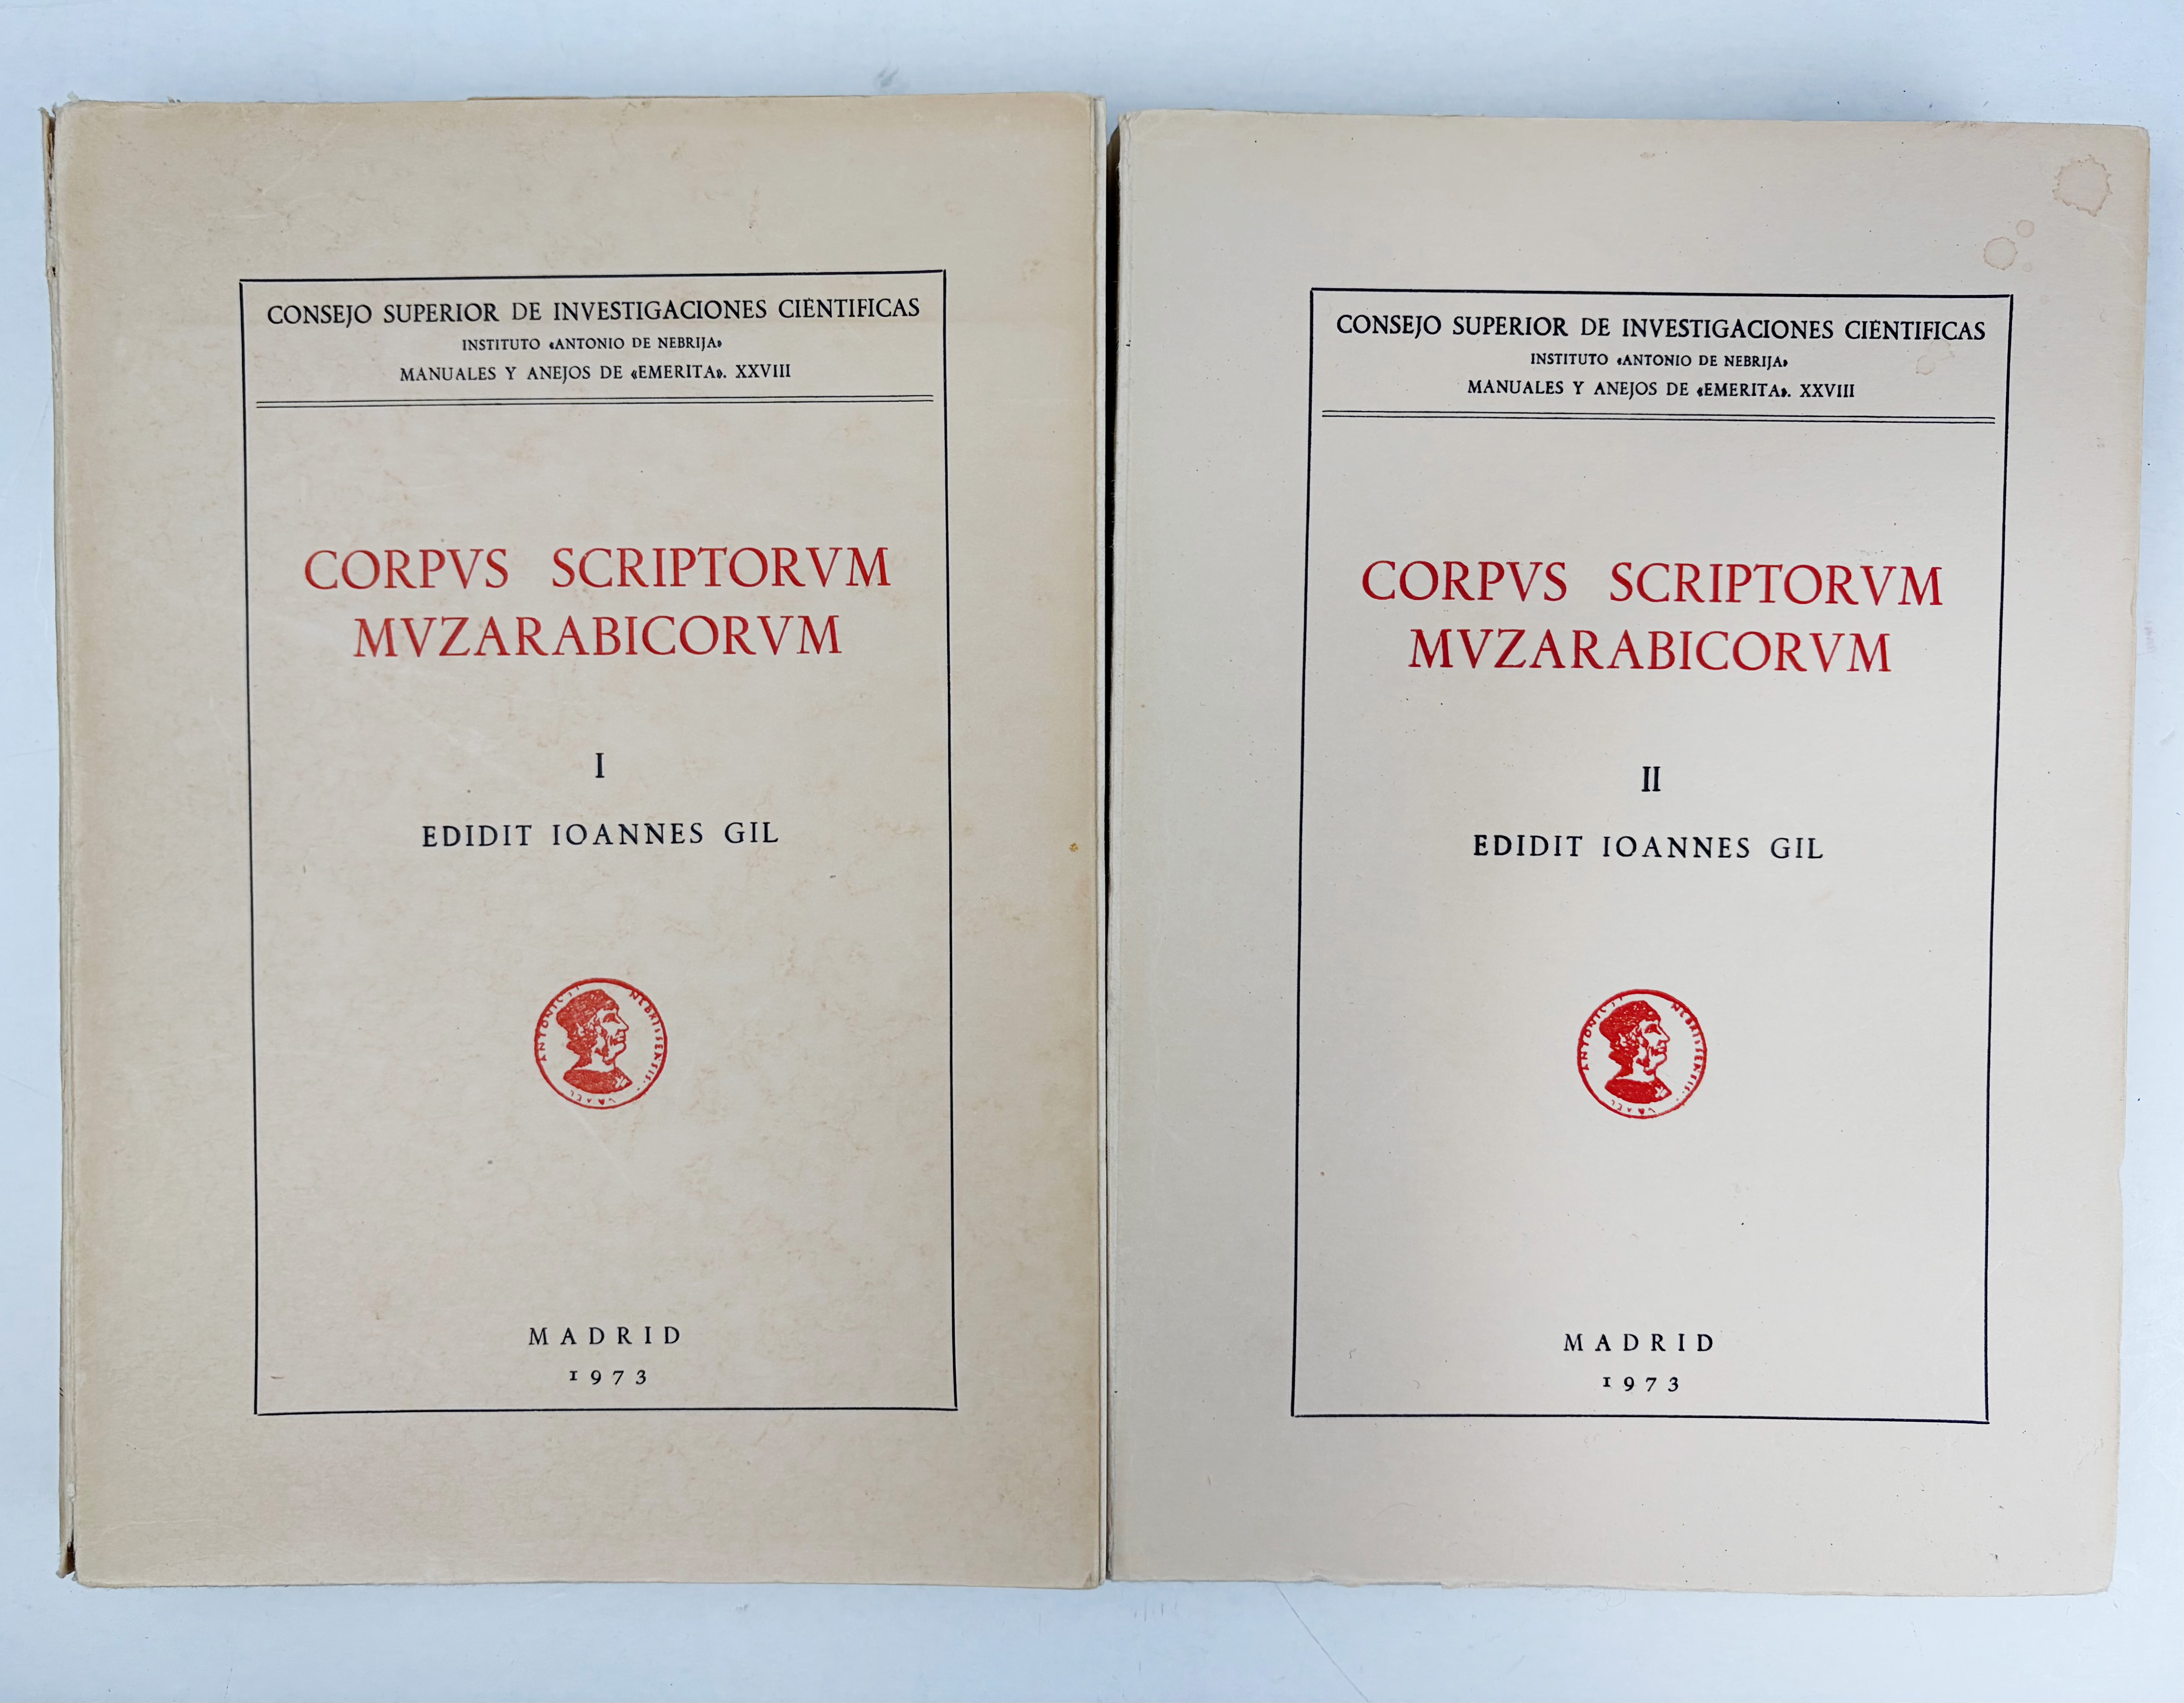 CONSEJO SUPERIOR DE INVESTIGACIONES CIENTIFICAS
INSTITUTO «ANTONIO DE NEBRIJA»
MANUALES Y ANEJOS DE «EMERITA». XXVIII
CORPVS SCRIPTORVM
MVZARABICORVM
I
EDIDIT IOANNES GIL
NEBRISSENSIS
MADRID
1973
CONSEJO SUPERIOR DE INVESTIGACIONES CIENTIFICAS
INSTITUTO «ANTONIO DE NEBRIJA»
MANUALES Y ANEJOS DE «EMERITA». XXVIII
CORPVS SCRIPTORVM
MVZARABICORVM
II
EDIDIT IOANNES GIL
NEBRISSENSIS
MADRID
1973